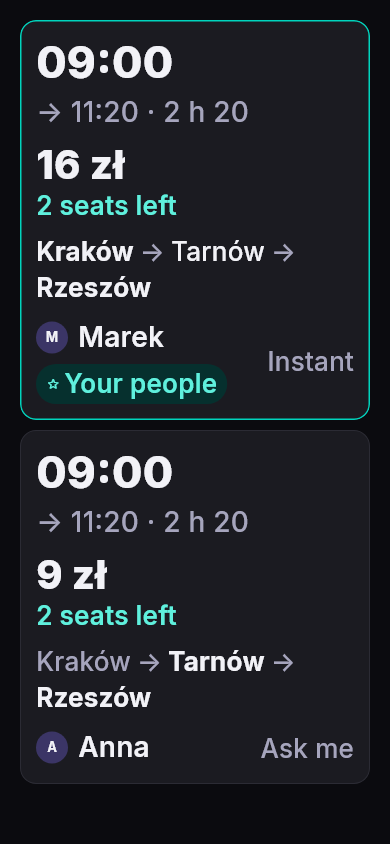 09:00
→ 11:20 · 2 h 20
16 zł
2 seats left
Kraków → Tarnów →
Rzeszów
M Marek
☆ Your people
Instant
09:00
→ 11:20 · 2 h 20
9 zł
2 seats left
Kraków → Tarnów →
Rzeszów
A Anna
Ask me